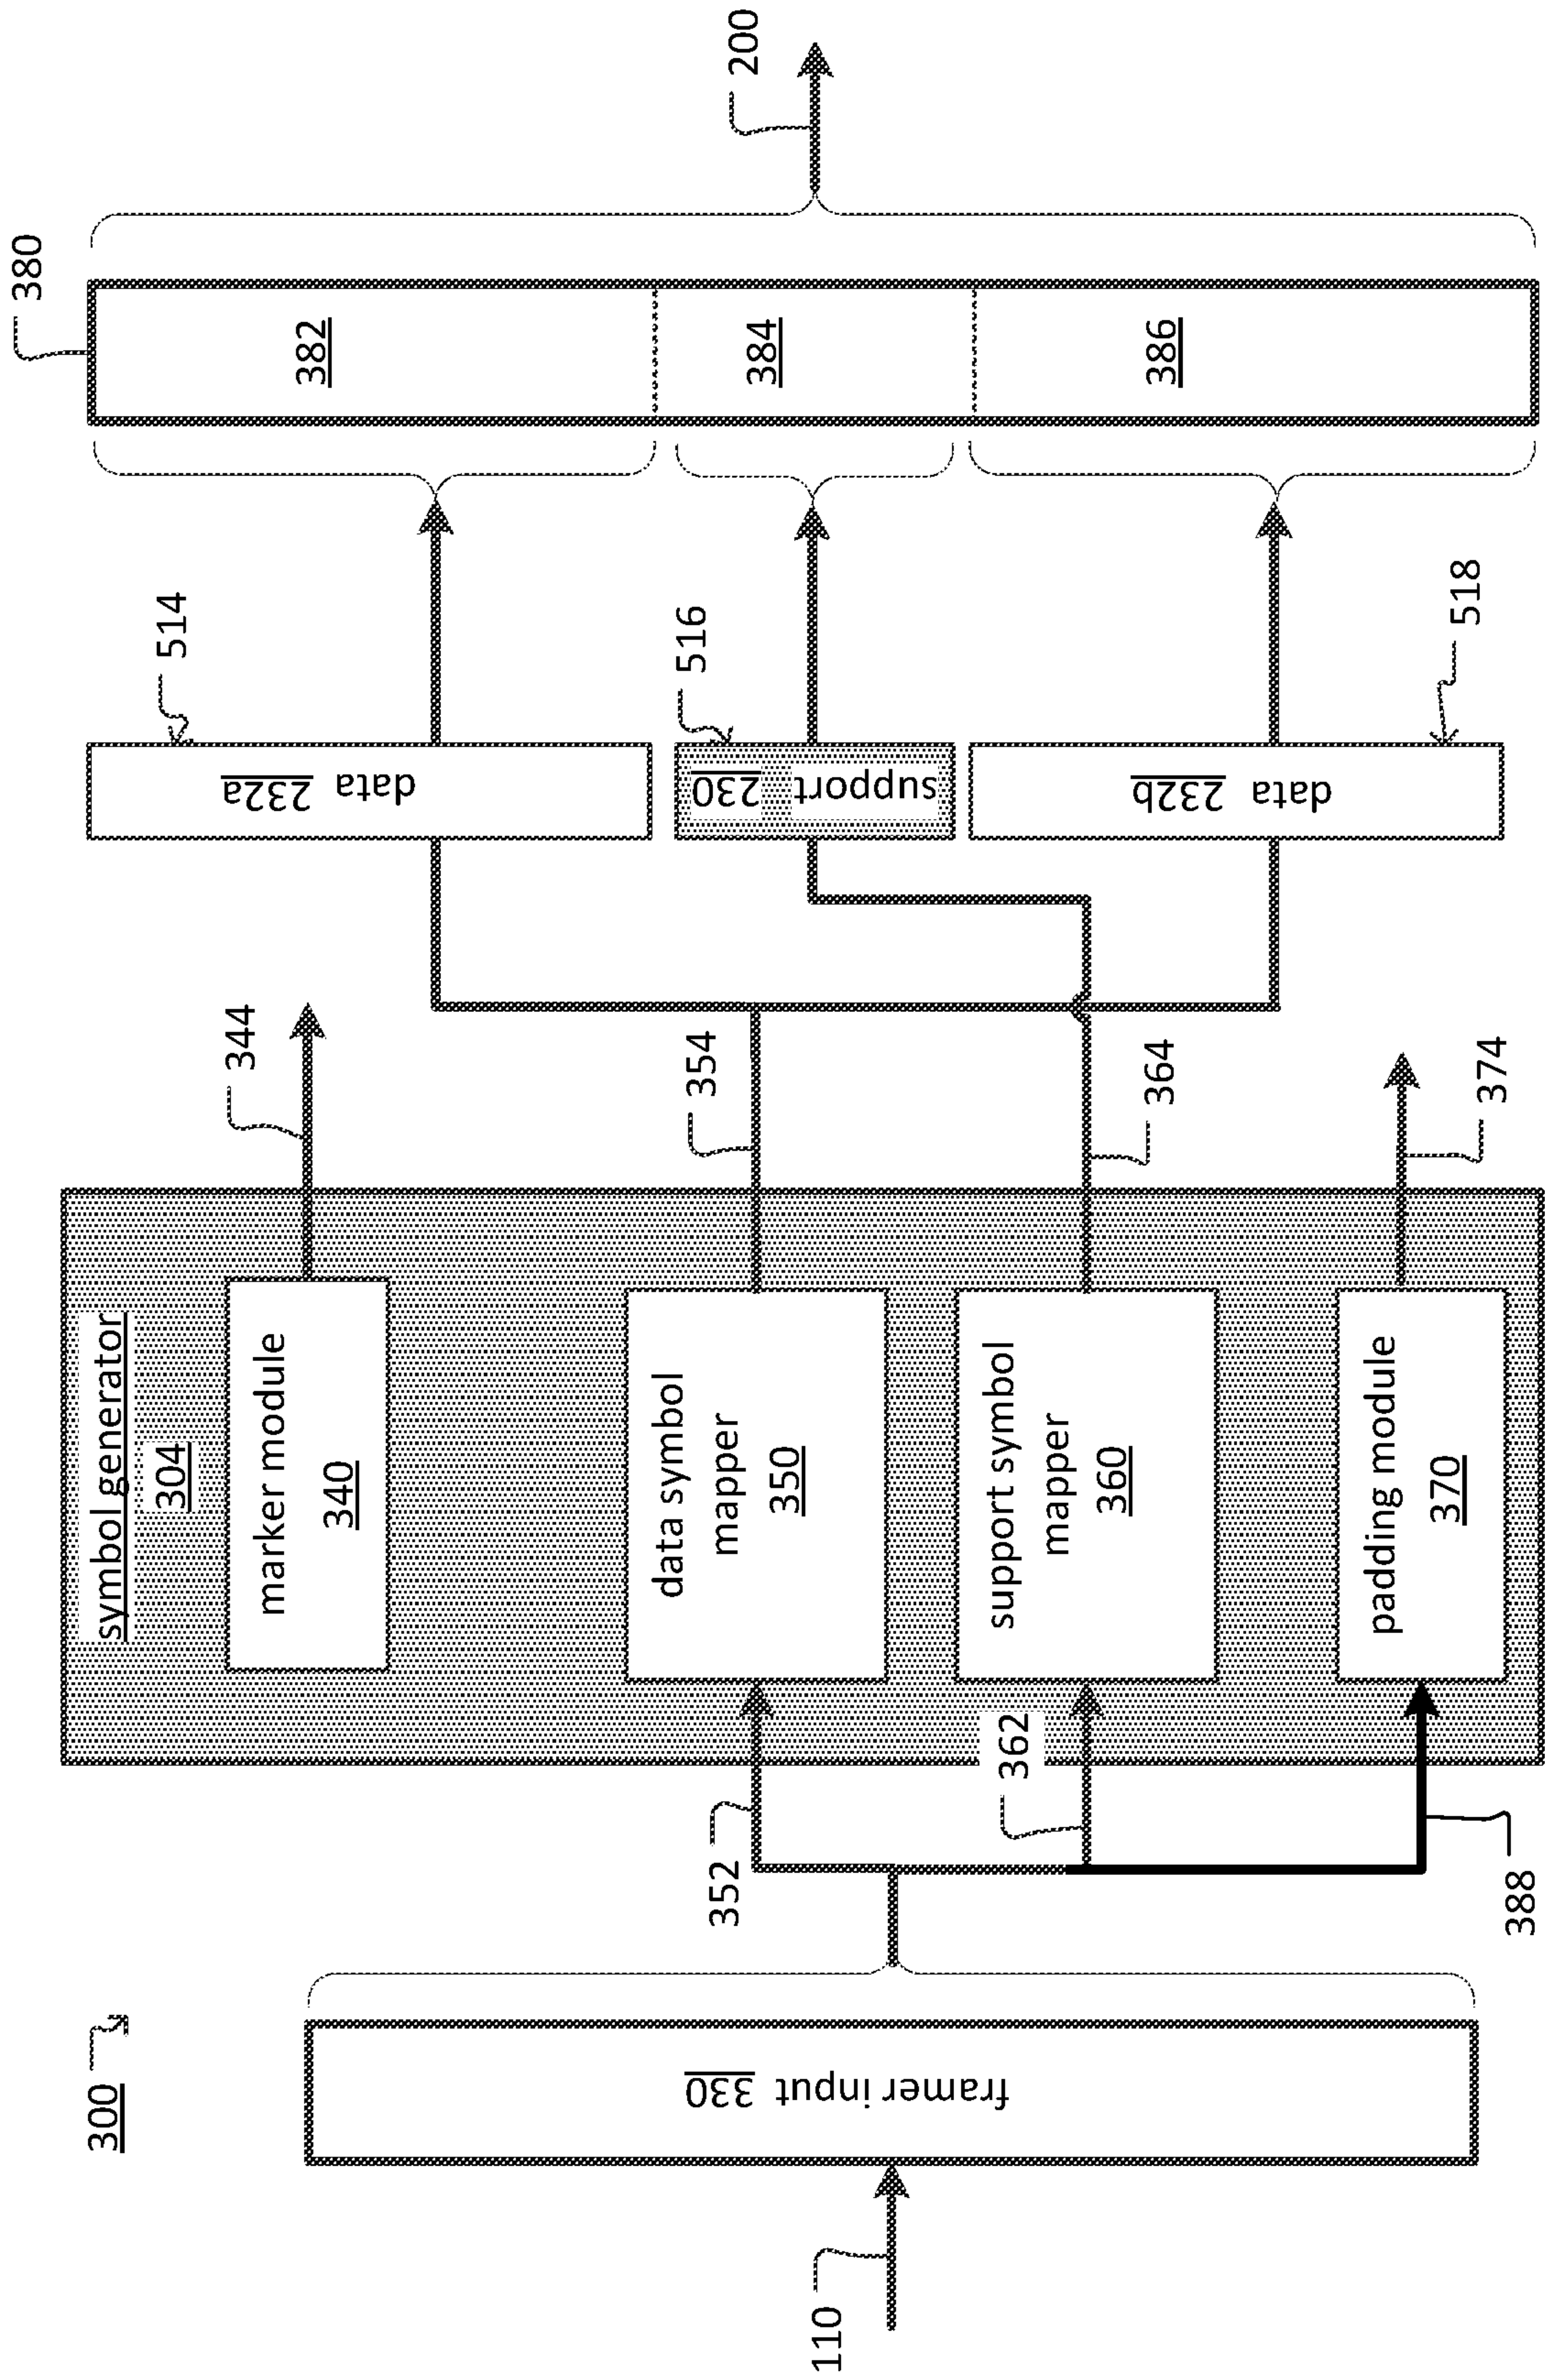 300
110
framer input 330
352
362
388
symbol generator
304
marker module
340
data symbol
mapper
350
support symbol
mapper
360
padding module
370
344
354
364
374
data 232a
514
support 230
516
data 232b
518
380
382
384
386
200